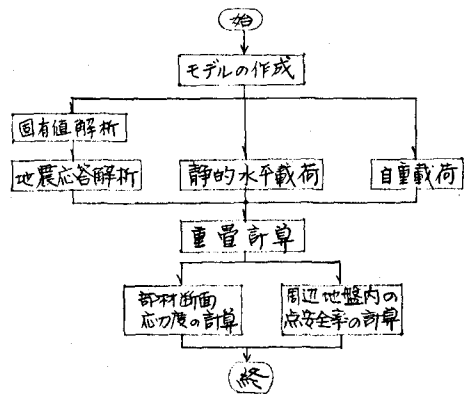 始
モデルの作成
固有値解析
地震応答解析
静的水平載荷
自重載荷
重畳計算
部材断面
応力度の計算
周辺地盤内の
点安全率の計算
終